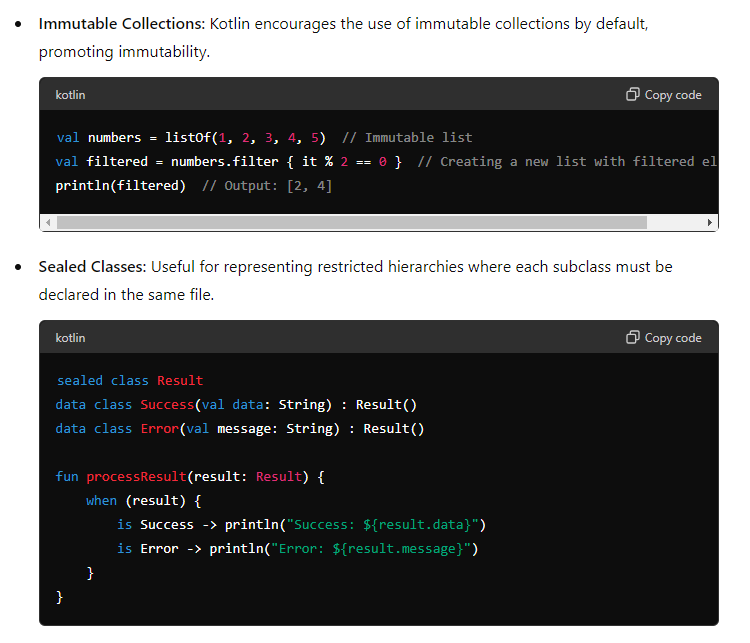 Immutable Collections: Kotlin encourages the use of immutable collections by default,
promoting immutability.
kotlin
Copy code
val numbers = listOf(1, 2, 3, 4, 5)  // Immutable list
val filtered = numbers.filter { it % 2 == 0 }  // Creating a new list with filtered el
println(filtered)  // Output: [2, 4]
Sealed Classes: Useful for representing restricted hierarchies where each subclass must be
declared in the same file.
kotlin
Copy code
sealed class Result
data class Success(val data: String) : Result()
data class Error(val message: String) : Result()
fun processResult(result: Result) {
    when (result) {
        is Success -> println("Success: ${result.data}")
        is Error -> println("Error: ${result.message}")
    }
}